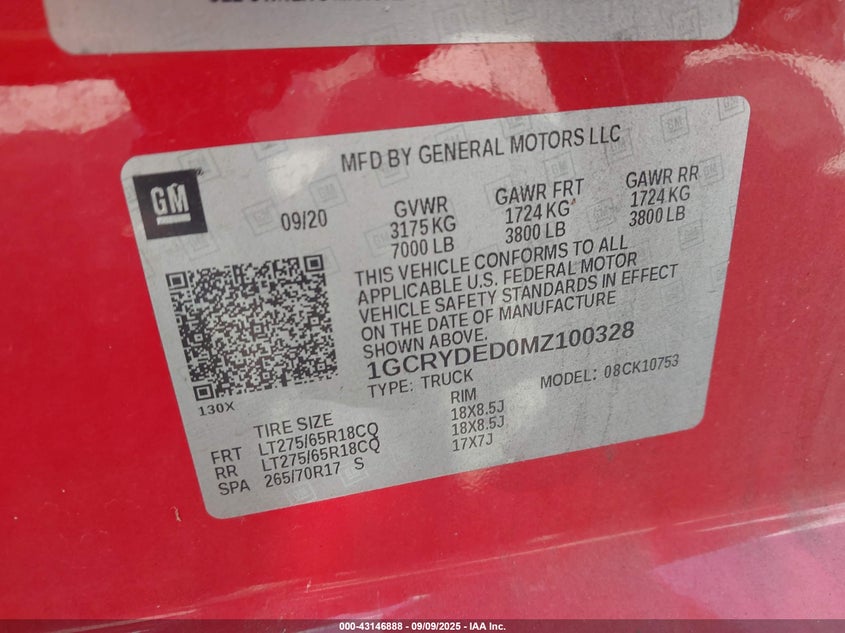 MFD BY GENERAL MOTORS LLC
GM
09/20
GVWR
3175 KG
7000 LB
GAWR FRT
1724 KG
3800 LB
GAWR RR
1724 KG
3800 LB
THIS VEHICLE CONFORMS TO ALL
APPLICABLE U.S. FEDERAL MOTOR
VEHICLE SAFETY STANDARDS IN EFFECT
ON THE DATE OF MANUFACTURE
SHOWN ABOVE.
1GCRYDED0MZ100328
TYPE: TRUCK
MODEL: 08CK10753
130X
TIRE SIZE
RIM
FRT LT275/65R18CQ 18X8.5J
RR LT275/65R18CQ 18X8.5J
SPA 265/70R17 S 17X7J
000-43146888 - 09/09/2025 - IAA Inc.